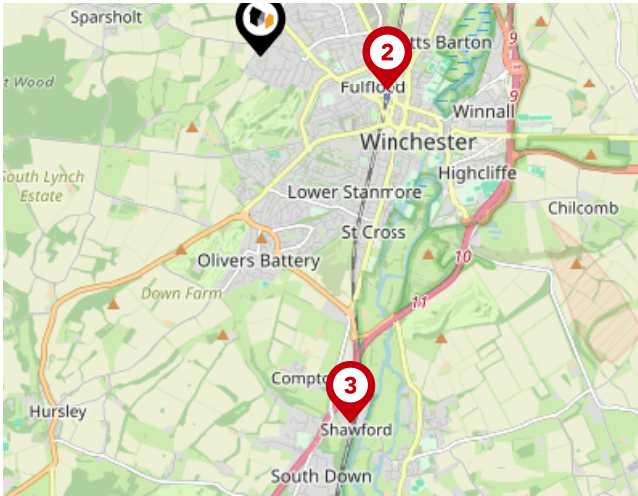 Sparsholt
9
2
tts Barton
t Wood
Fulflood
9
Winnall
Winchester
South Lynch
Estate
Highcliffe
Lower Stanmore
Chilcomb
St Cross
Olivers Battery
10
Down Farm
11
3
Compto
Hursley
Shawford
South Down